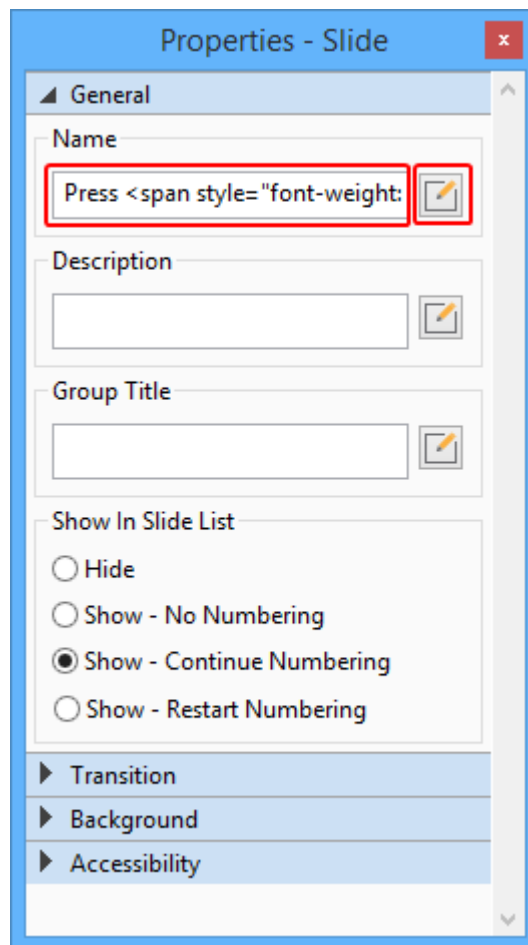 Properties - Slide
x
General
Name
Press <span style="font-weight:
Description
Group Title
Show In Slide List
Hide
Show - No Numbering
Show - Continue Numbering
Show - Restart Numbering
Transition
Background
Accessibility